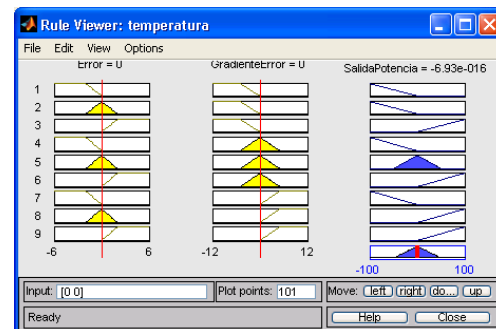 Rule Viewer: temperatura
File Edit View Options
Error = 0 GradienteError = 0 SalidaPotencia = -6.93e-016
1
2
3
4
5
6
7
8
9
-6 6 -12 12
-100 100
Input: [0 0] Plot points: 101 Move: left right do... up
Ready Help Close